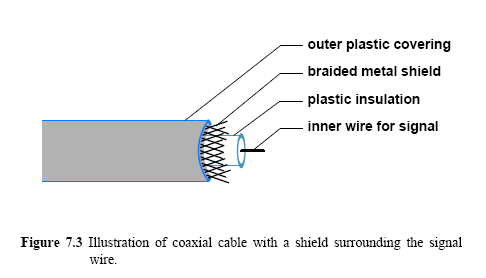 outer plastic covering
braided metal shield
plastic insulation
inner wire for signal
Figure 7.3 Illustration of coaxial cable with a shield surrounding the signal
wire.